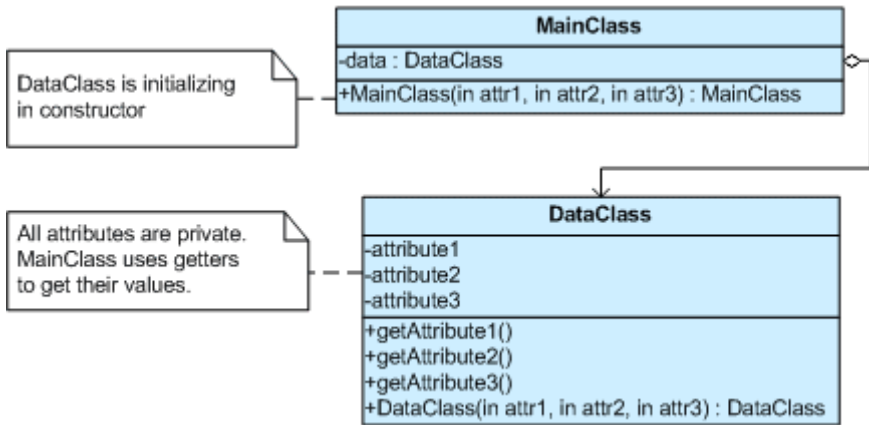 MainClass
-data : DataClass
+MainClass(in attr1, in attr2, in attr3) : MainClass
DataClass is initializing
in constructor
DataClass
-attribute1
-attribute2
-attribute3
+getAttribute1()
+getAttribute2()
+getAttribute3()
+DataClass(in attr1, in attr2, in attr3) : DataClass
All attributes are private.
MainClass uses getters
to get their values.